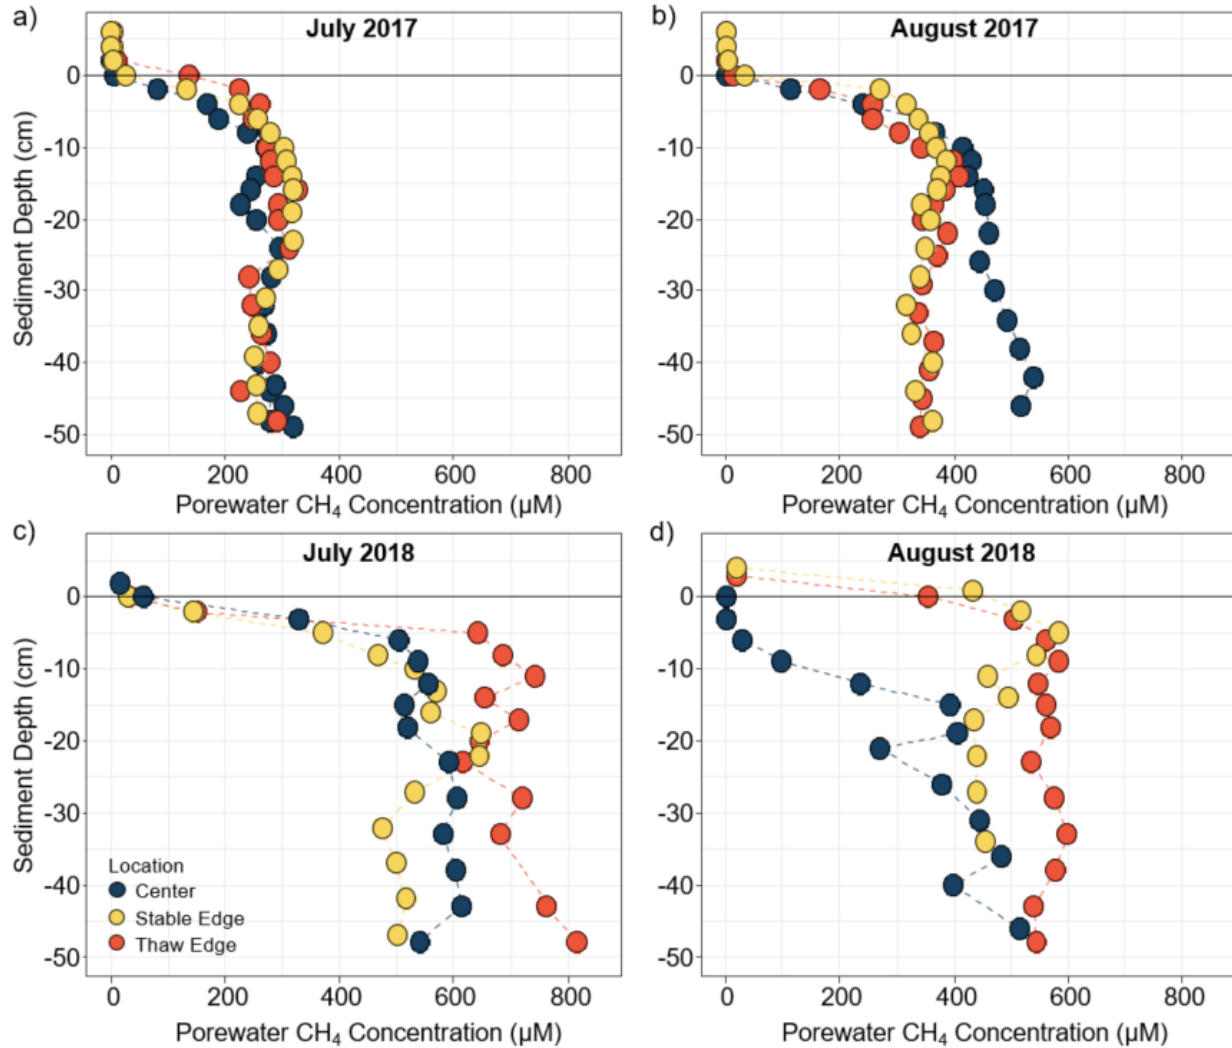 a)
July 2017
0
-10
-20
-30
-40
-50
Sediment Depth (cm)
0 200 400 600 800
Porewater CH₄ Concentration (µM)
b)
August 2017
0
-10
-20
-30
-40
-50
0 200 400 600 800
Porewater CH₄ Concentration (µM)
c)
July 2018
0
-10
-20
-30
-40
-50
Sediment Depth (cm)
Location
Center
Stable Edge
Thaw Edge
0 200 400 600 800
Porewater CH₄ Concentration (µM)
d)
August 2018
0
-10
-20
-30
-40
-50
0 200 400 600 800
Porewater CH₄ Concentration (µM)